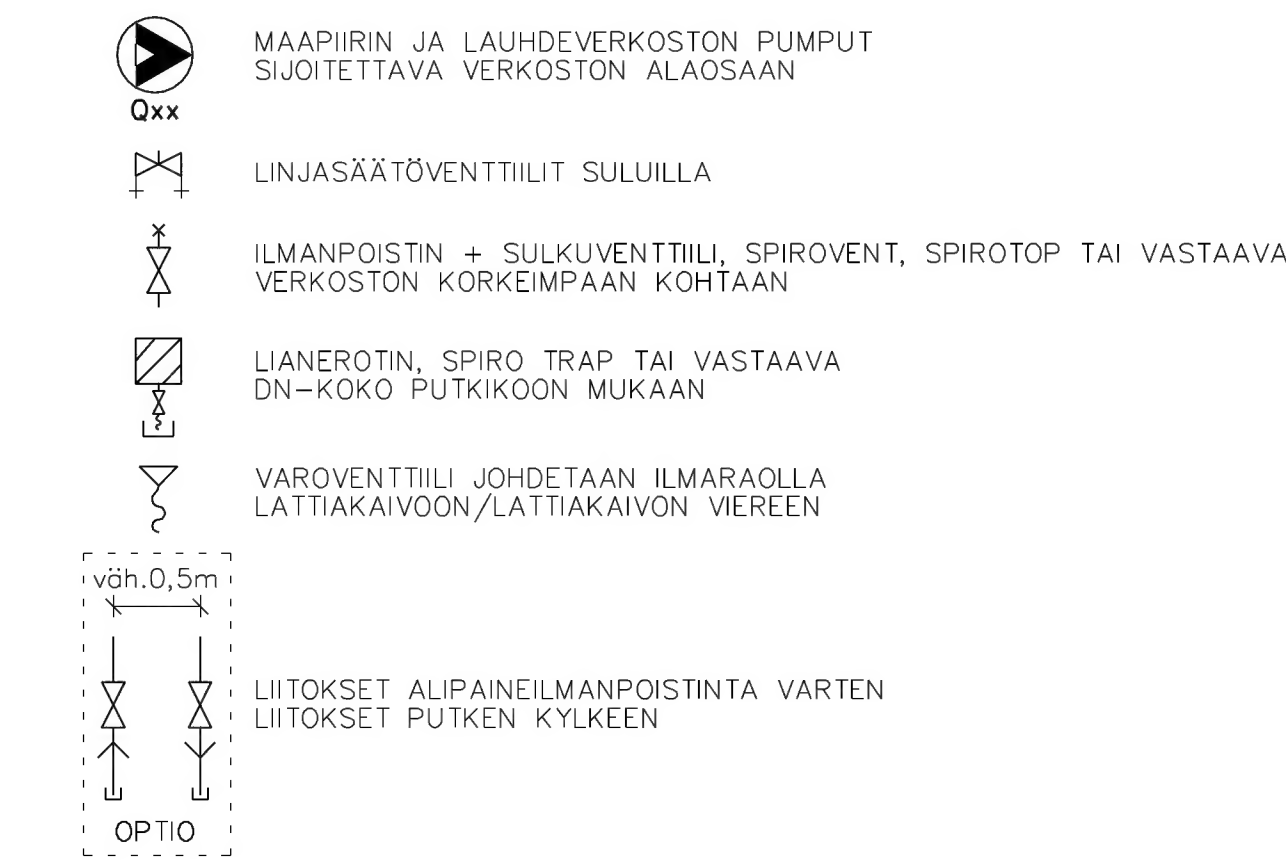 MAAPIIRIN JA LAUHDEVERKOSTON PUMPUT
SIJOITETTAVA VERKOSTON ALAOSAAN
Qxx
LINJASÄÄTÖVENTTIILIT SULUILLA
ILMANPOISTIN + SULKUVENTTIILI, SPIROVENT, SPIROTOP TAI VASTAAVA
VERKOSTON KORKEIMPAAN KOHTAAN
LIANEROTIN, SPIRO TRAP TAI VASTAAVA
DN-KOKO PUTKIKOON MUKAAN
VAROVENTTIILI JOHDETAAN ILMARAOLLA
LATTIAKAIVOON/LATTIAKAIVON VIEREEN
väh.0,5m
LIITOKSET ALIPAINEILMANPOISTINTA VARTEN
LIITOKSET PUTKEN KYLKEEN
OPTIO